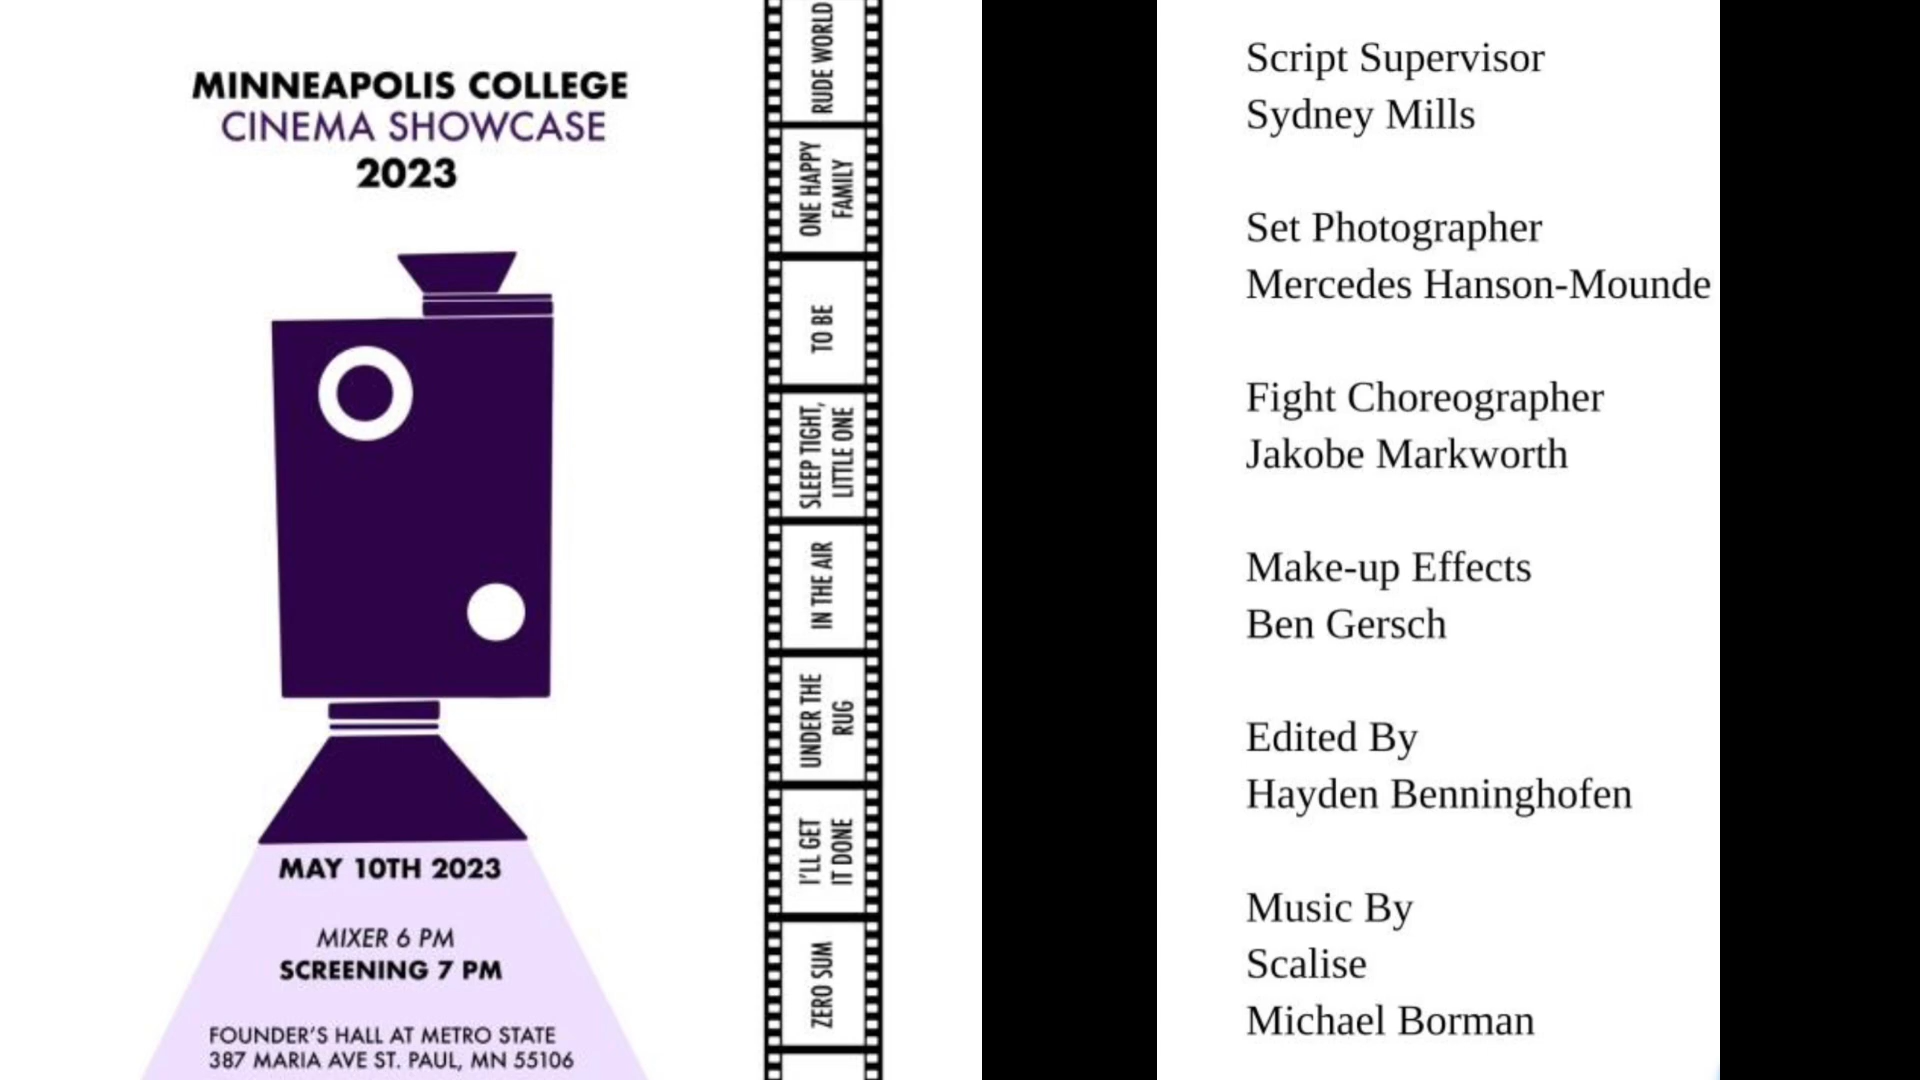 MINNEAPOLIS COLLEGE
CINEMA SHOWCASE
2023
MAY 10TH 2023
MIXER 6 PM
SCREENING 7 PM
FOUNDER'S HALL AT METRO STATE
387 MARIA AVE ST. PAUL, MN 55106
RUDE WORLD
ONE HAPPY
FAMILY
TO BE
SLEEP TIGHT,
LITTLE ONE
IN THE AIR
UNDER THE
RUG
I'LL GET
IT DONE
ZERO SUM
Script Supervisor
Sydney Mills
Set Photographer
Mercedes Hanson-Mounde
Fight Choreographer
Jakobe Markworth
Make-up Effects
Ben Gersch
Edited By
Hayden Benninghofen
Music By
Scalise
Michael Borman